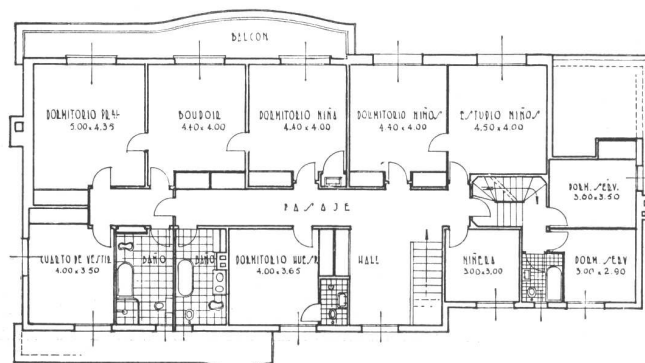 BALCON
DORMITORIO PRAL
5.00 x 4.35
BOUDOIR
4.40 x 4.00
DORMITORIO NIÑA
4.40 x 4.00
DORMITORIO NIÑOS
4.40 x 4.00
ESTUDIO NIÑOS
4.50 x 4.00
DORM. SERV.
3.60 x 3.50
PASAJE
CUARTO DE VESTIR
4.00 x 3.50
BAÑO
BAÑO
DORMITORIO HUESP.
4.00 x 3.65
HALL
NIÑERA
3.00 x 3.00
DORM. SERV
3.00 x 2.90